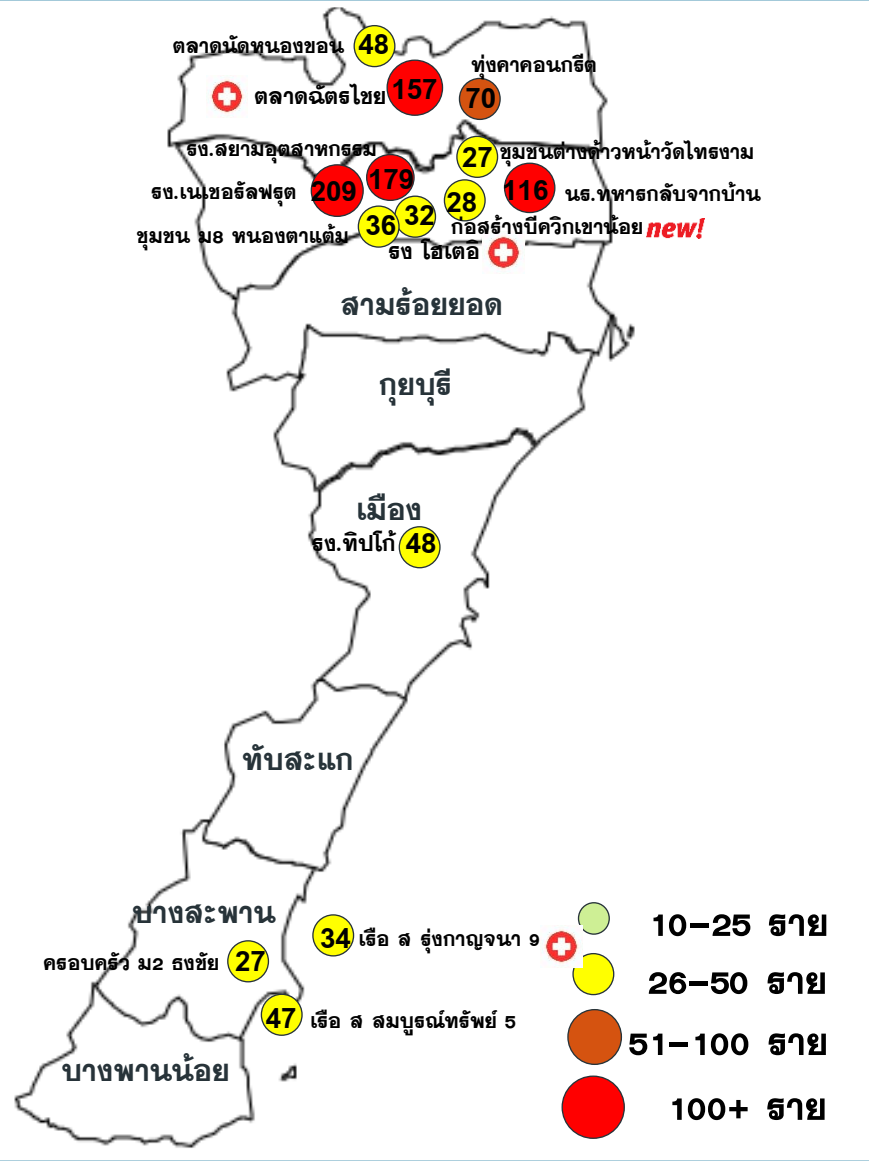 ตลาดนัดหนองขอน 48
ทุ่งคาคอนกรีต
70
ตลาดฉัตรไชย 157
รง.สยามอุตสาหกรรม
179
27 ชุมชนต่างด้าวหน้าวัดไทรงาม
รง.เนเชอรัลฟรุต 209
116 นร.ทหารกลับจากบ้าน
28
ก่อสร้างบีควิกเขาน้อย new!
32
ชุมชน ม8 หนองตาแต้ม 36
รง โฮเตอิ
สามร้อยยอด
กุยบุรี
เมือง
รง.ทิปโก้ 48
ทับสะแก
บางสะพาน
34 เรือ ส รุ่งกาญจนา 9
ครอบครัว ม2 ธงชัย 27
47 เรือ ส สมบูรณ์ทรัพย์ 5
บางพานน้อย
10-25 ราย
26-50 ราย
51-100 ราย
100+ ราย